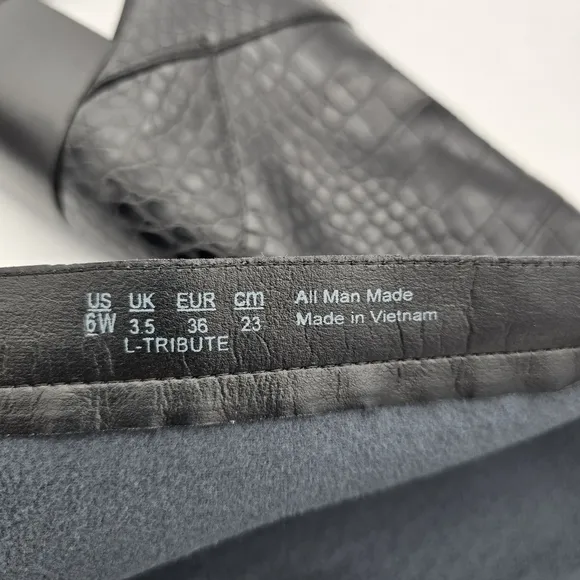 US UK EUR cm All Man Made
6W 3.5 36 23 Made in Vietnam
L-TRIBUTE